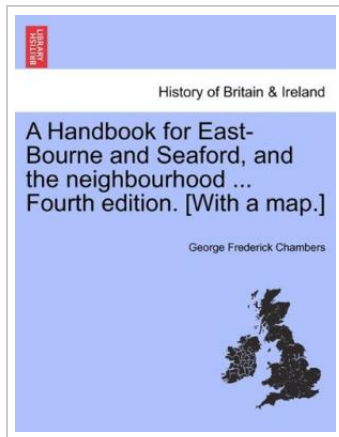 BRITISH
LIBRARY
History of Britain & Ireland
A Handbook for East-
Bourne and Seaford, and
the neighbourhood ...
Fourth edition. [With a map.]
George Frederick Chambers